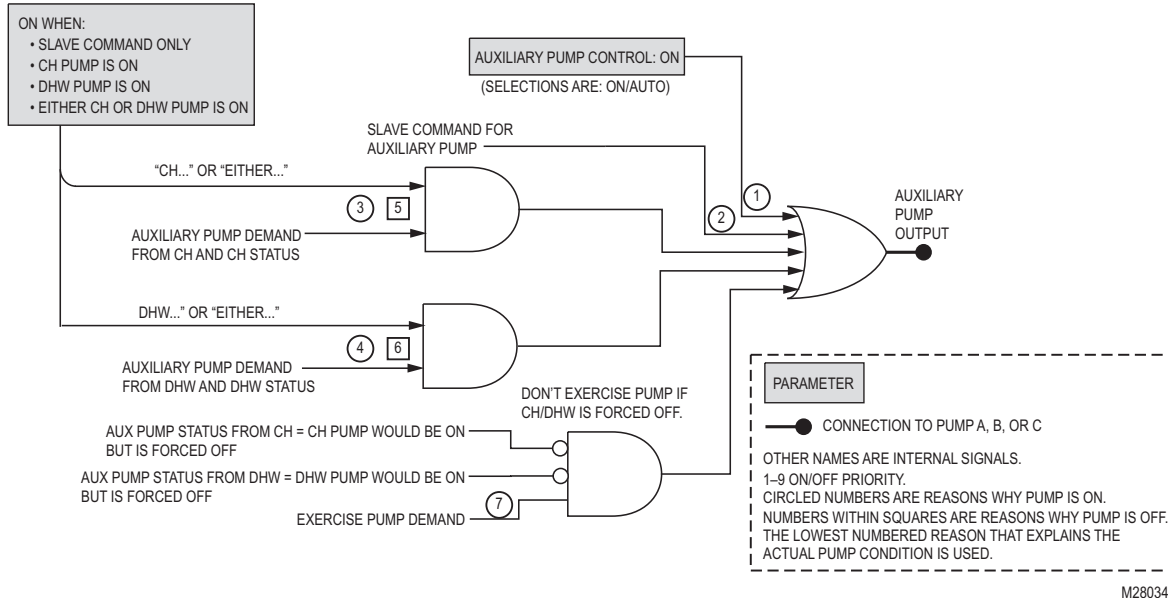 ON WHEN:
• SLAVE COMMAND ONLY
• CH PUMP IS ON
• DHW PUMP IS ON
• EITHER CH OR DHW PUMP IS ON
AUXILIARY PUMP CONTROL: ON
(SELECTIONS ARE: ON/AUTO)
SLAVE COMMAND FOR
AUXILIARY PUMP
"CH..." OR "EITHER..."
3 5
AUXILIARY PUMP DEMAND
FROM CH AND CH STATUS
1
2
AUXILIARY
PUMP
OUTPUT
DHW..." OR "EITHER..."
4 6
AUXILIARY PUMP DEMAND
FROM DHW AND DHW STATUS
DON'T EXERCISE PUMP IF
CH/DHW IS FORCED OFF.
AUX PUMP STATUS FROM CH = CH PUMP WOULD BE ON
BUT IS FORCED OFF
AUX PUMP STATUS FROM DHW = DHW PUMP WOULD BE ON
BUT IS FORCED OFF
7
EXERCISE PUMP DEMAND
PARAMETER
CONNECTION TO PUMP A, B, OR C
OTHER NAMES ARE INTERNAL SIGNALS.
1–9 ON/OFF PRIORITY.
CIRCLED NUMBERS ARE REASONS WHY PUMP IS ON.
NUMBERS WITHIN SQUARES ARE REASONS WHY PUMP IS OFF.
THE LOWEST NUMBERED REASON THAT EXPLAINS THE
ACTUAL PUMP CONDITION IS USED.
M28034